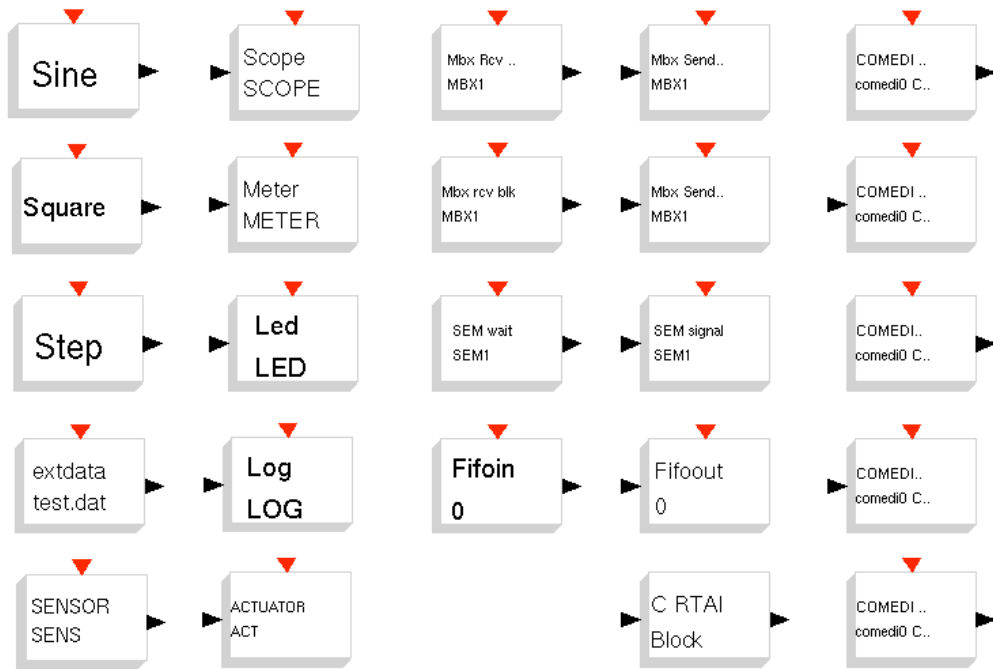 Sine
Scope
SCOPE
Mbx Rcv ..
MBX1
Mbx Send..
MBX1
COMEDI ..
comedi0 C..
Square
Meter
METER
Mbx rcv blk
MBX1
Mbx Send..
MBX1
COMEDI ..
comedi0 C..
Step
Led
LED
SEM wait
SEM1
SEM signal
SEM1
COMEDI..
comedi0 C..
extdata
test.dat
Log
LOG
Fifoin
0
Fifoout
0
COMEDI..
comedi0 C..
SENSOR
SENS
ACTUATOR
ACT
C RTAI
Block
COMEDI ..
comedi0 C..